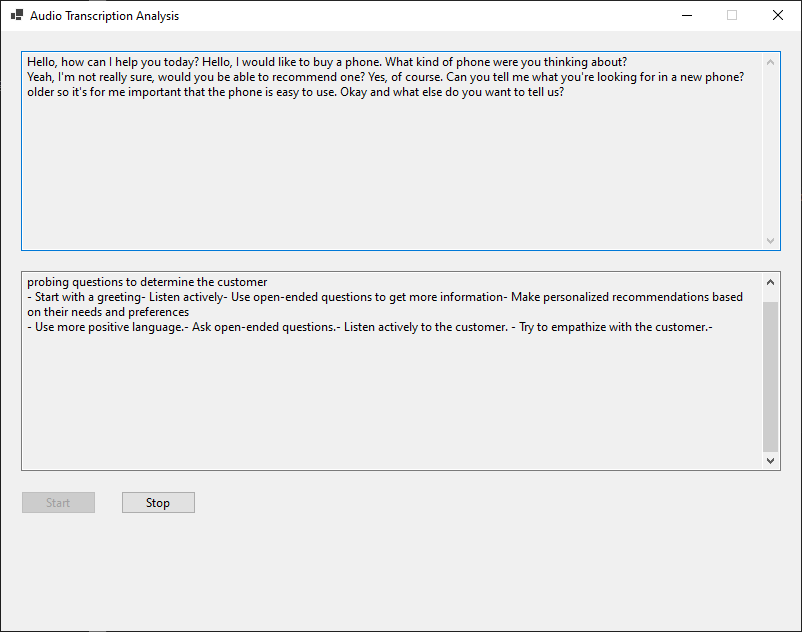 Audio Transcription Analysis
Hello, how can I help you today? Hello, I would like to buy a phone. What kind of phone were you thinking about?
Yeah, I'm not really sure, would you be able to recommend one? Yes, of course. Can you tell me what you're looking for in a new phone?
older so it's for me important that the phone is easy to use. Okay and what else do you want to tell us?
probing questions to determine the customer
- Start with a greeting- Listen actively- Use open-ended questions to get more information- Make personalized recommendations based
on their needs and preferences
- Use more positive language.- Ask open-ended questions.- Listen actively to the customer. - Try to empathize with the customer.-
Start
Stop